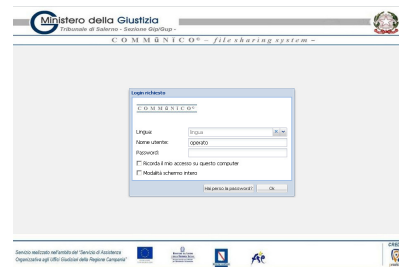 Ministero della Giustizia
Tribunale di Salerno - Sezione Gip/Gup -
COMMŪNICO® – file sharing system –
Login richiesto
COMMŪNICO®
Lingua: lingua
Nome utente: operato
Password:
Ricorda il mio accesso su questo computer
Modalità schermo intero
Hai perso la password? Ok
Servizio realizzato nell'ambito del "Servizio di Assistenza
Organizzativa agli Uffici Giudiziari della Regione Campania"